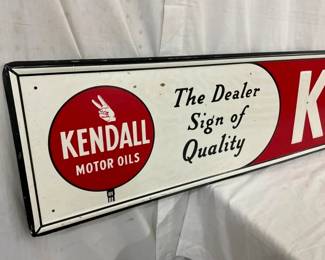 KENDALL
MOTOR OILS
The Dealer
Sign of
Quality
K